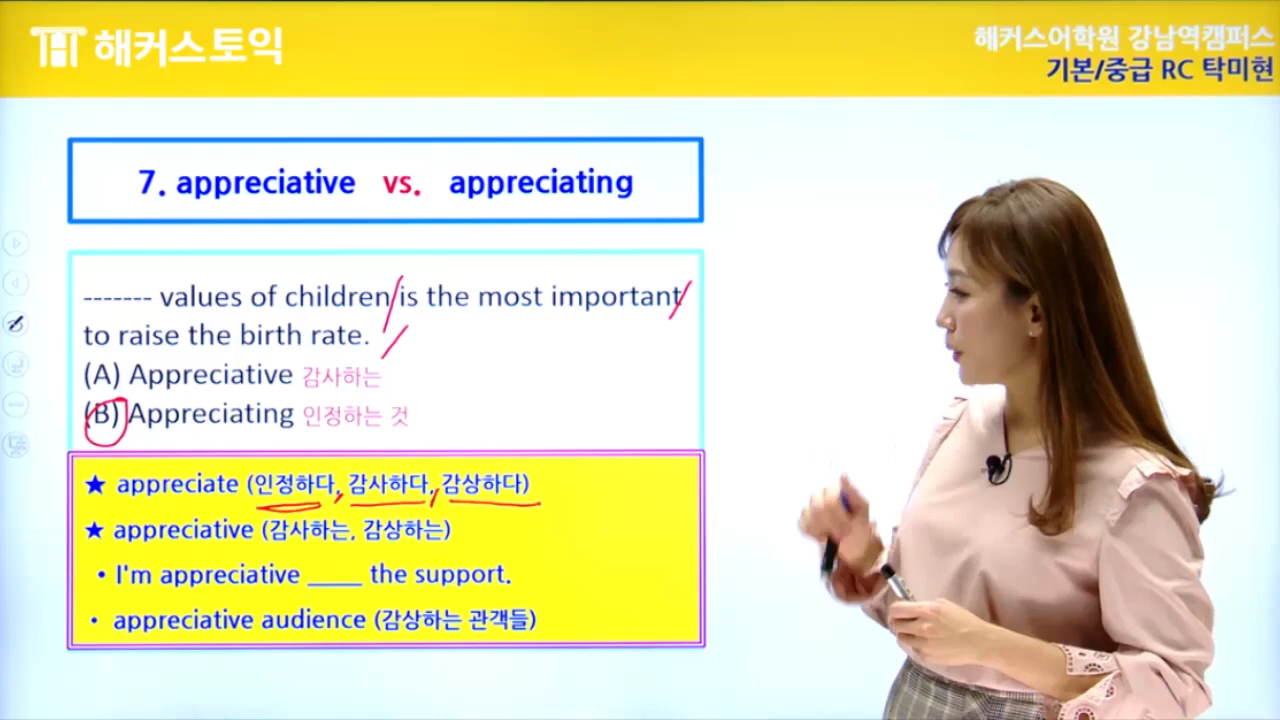 해커스토익
해커스어학원 강남역캠퍼스
기본/중급 RC 탁미현
7. appreciative vs. appreciating
------- values of children is the most important
to raise the birth rate.
(A) Appreciative 감사하는
(B) Appreciating 인정하는 것
★ appreciate (인정하다, 감사하다, 감상하다)
★ appreciative (감사하는, 감상하는)
• I'm appreciative ____ the support.
• appreciative audience (감상하는 관객들)